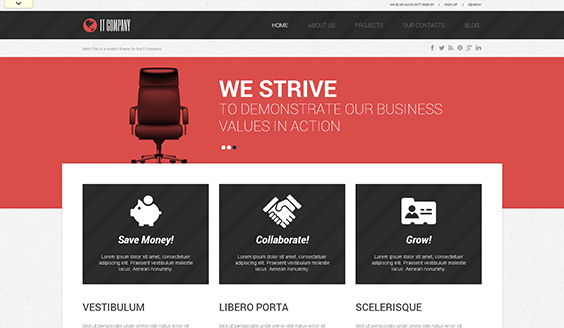 HAVE AN ACCOUNT? SIGN IN | SIGN UP | SEARCH
IT COMPANY
HOME ABOUT US PROJECTS OUR CONTACTS BLOG
Hello! This is a modern theme for the IT company.
WE STRIVE
TO DEMONSTRATE OUR BUSINESS
VALUES IN ACTION
Save Money!
Lorem ipsum dolor sit amet, consectetuer
adipiscing elit. Praesent vestibulum molestie
lacus. Aenean nonummy
Collaborate!
Lorem ipsum dolor sit amet, consectetuer
adipiscing elit. Praesent vestibulum molestie
lacus. Aenean nonummy
Grow!
Lorem ipsum dolor sit amet, consectetuer
adipiscing elit. Praesent vestibulum molestie
lacus. Aenean nonummy
VESTIBULUM
Sed ut perspiciatis unde omnis iste natus error sit
LIBERO PORTA
Sed ut perspiciatis unde omnis iste natus error sit
SCELERISQUE
Sed ut perspiciatis unde omnis iste natus error sit